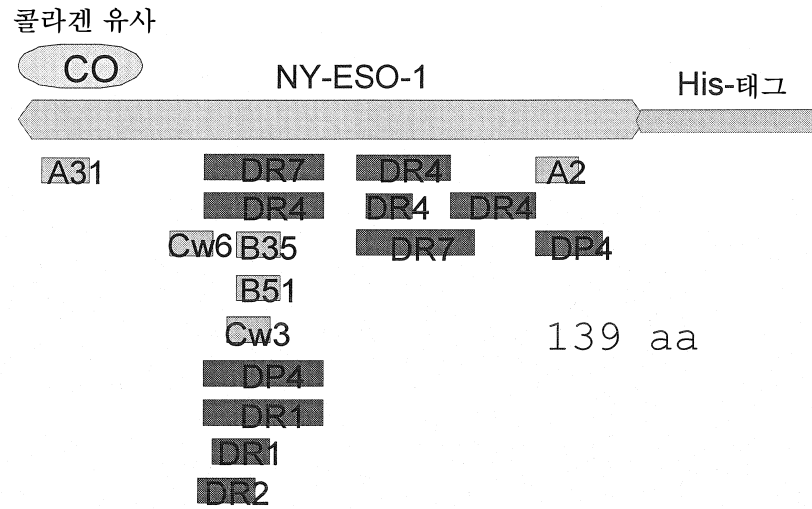 콜라겐 유사
CO
NY-ESO-1
His-태그
A31 DR7 DR4 A2
DR4 DR4 DR4
Cw6 B35 DR7 DP4
B51
Cw3
139 aa
DP4
DR1
DR1
DR2